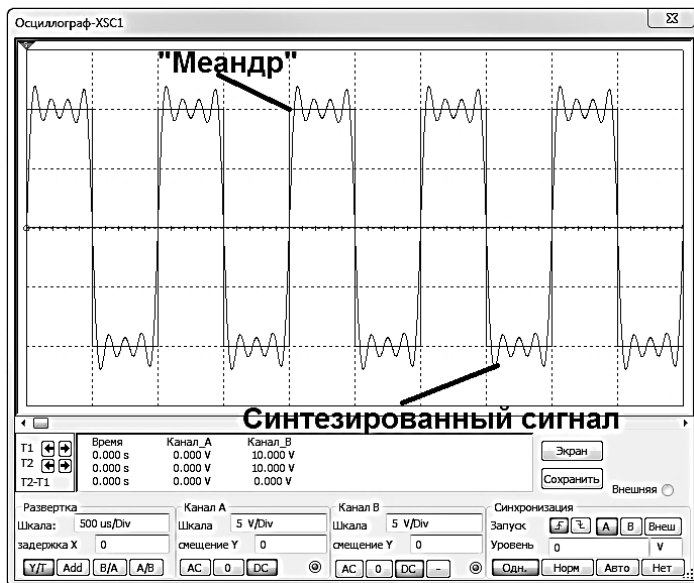 Осциллограф-XSC1
"Меандр"
Синтезированный сигнал
Время Канал_A Канал_B
T1 0.000 s 0.000 V 10.000 V
T2 0.000 s 0.000 V 10.000 V
T2-T1 0.000 s 0.000 V 0.000 V
Экран
Сохранить
Внешняя
Развертка
Шкала: 500 us/Div
задержка X 0
Y/T Add B/A A/B
Канал A
Шкала 5 V/Div
смещение Y 0
AC 0 DC
Канал B
Шкала 5 V/Div
смещение Y 0
AC 0 DC -
Синхронизация
Запуск A B Внеш
Уровень 0 V
Одн. Норм Авто Нет